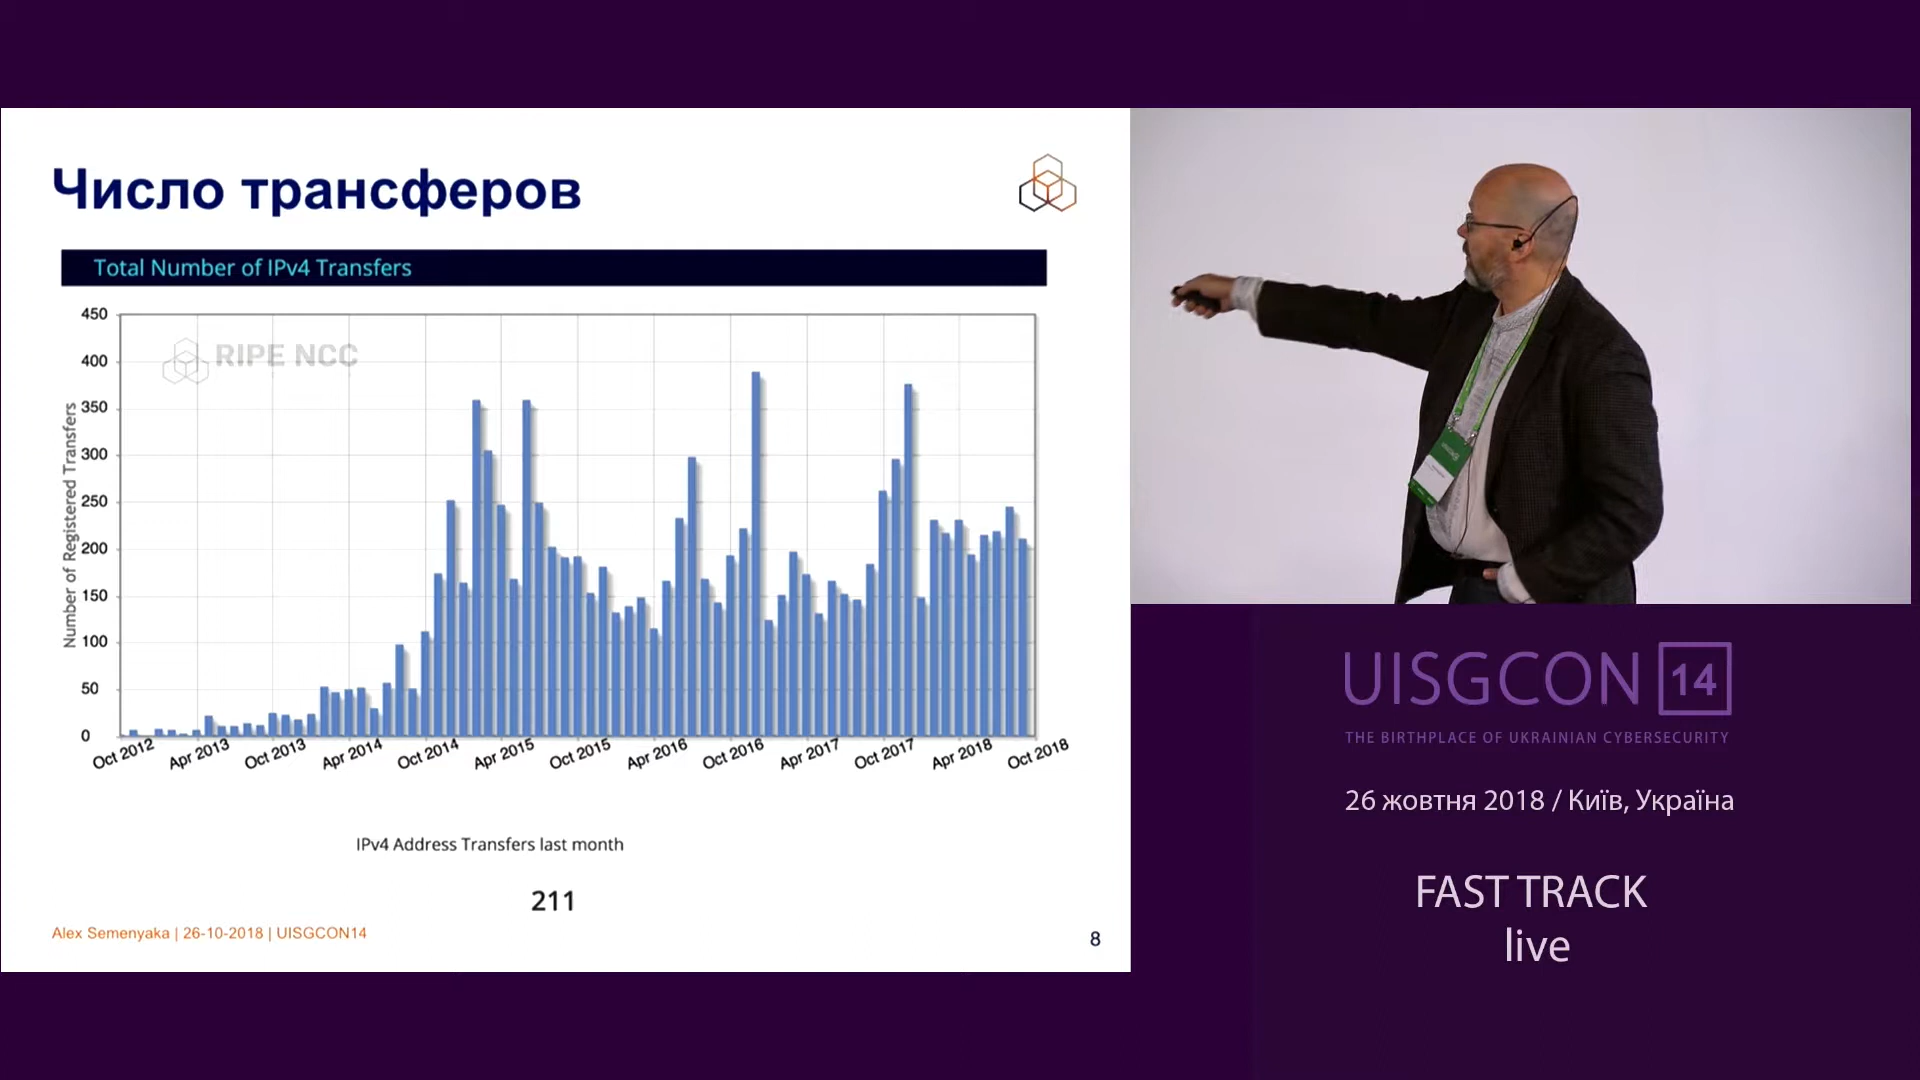 Число трансферов
Total Number of IPv4 Transfers
RIPE NCC
Number of Registered Transfers
450
400
350
300
250
200
150
100
50
0
Oct 2012
Apr 2013
Oct 2013
Apr 2014
Oct 2014
Apr 2015
Oct 2015
Apr 2016
Oct 2016
Apr 2017
Oct 2017
Apr 2018
Oct 2018
IPv4 Address Transfers last month
211
Alex Semenyaka | 26-10-2018 | UISGCON14
8
UISGCON 14
THE BIRTHPLACE OF UKRAINIAN CYBERSECURITY
26 жовтня 2018 / Київ, Україна
FAST TRACK
live